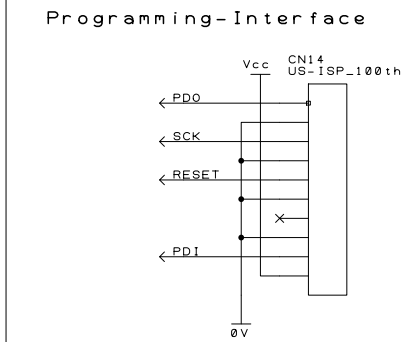 Programming-Interface
Vcc
CN14
US-ISP_100th
PDO
SCK
RESET
PDI
0V